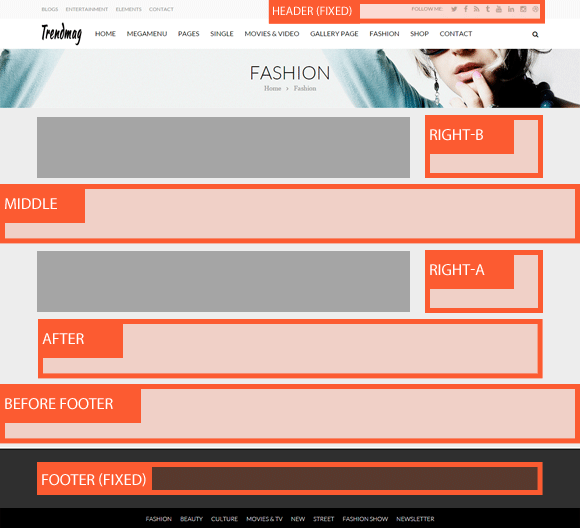 BLOGS ENTERTAINMENT ELEMENTS CONTACT
HEADER (FIXED)
FOLLOW ME:
Trendmag
HOME MEGAMENU PAGES SINGLE MOVIES & VIDEO GALLERY PAGE FASHION SHOP CONTACT
FASHION
Home › Fashion
RIGHT-B
MIDDLE
RIGHT-A
AFTER
BEFORE FOOTER
FOOTER (FIXED)
FASHION BEAUTY CULTURE MOVIES & TV NEW STREET FASHION SHOW NEWSLETTER